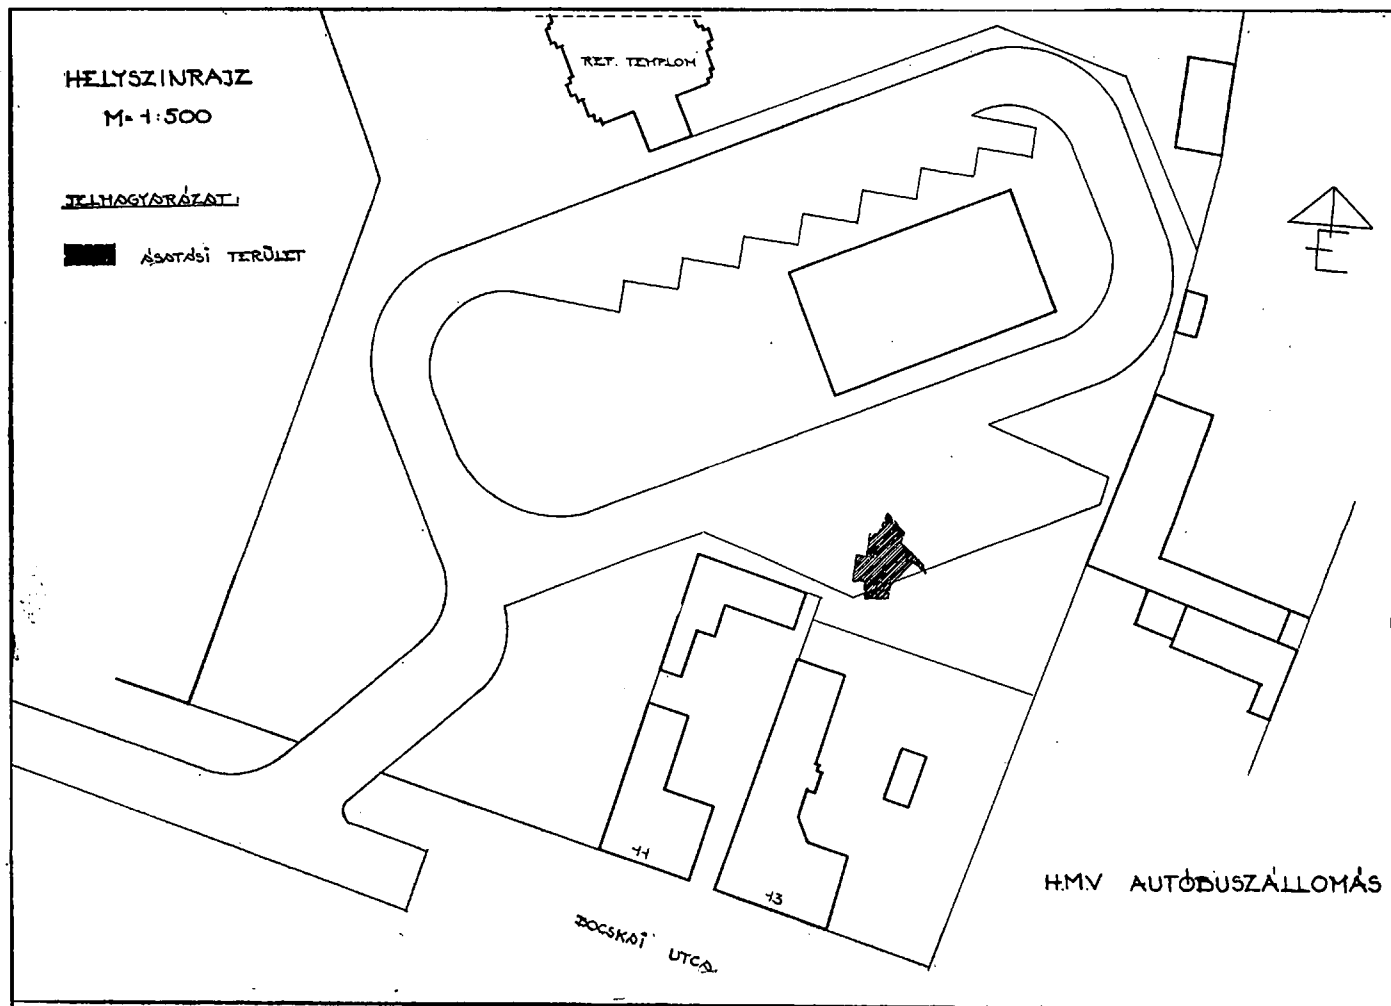 HELYSZINRAJZ
M= 1:500
JELMAGYARÁZAT:
ÁSATÁSI TERÜLET
REF. TEMPLOM
É
11
13
BOCSKAI UTCA
H.M.V AUTÓBUSZÁLLOMÁS